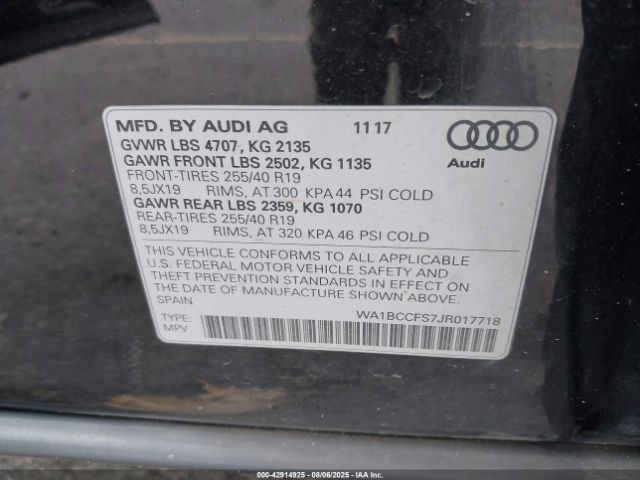 MFD. BY AUDI AG 11 17
GVWR LBS 4707, KG 2135
GAWR FRONT LBS 2502, KG 1135
FRONT-TIRES 255/40 R19
8,5JX19 RIMS, AT 300 KPA 44 PSI COLD
GAWR REAR LBS 2359, KG 1070
REAR-TIRES 255/40 R19
8,5JX19 RIMS, AT 320 KPA 46 PSI COLD
Audi
THIS VEHICLE CONFORMS TO ALL APPLICABLE
U.S. FEDERAL MOTOR VEHICLE SAFETY AND
THEFT PREVENTION STANDARDS IN EFFECT ON
THE DATE OF MANUFACTURE SHOWN ABOVE.
SPAIN
WA1BCCFS7JR017718
TYPE:
MPV
000-42914925 - 08/06/2025 - IAAI